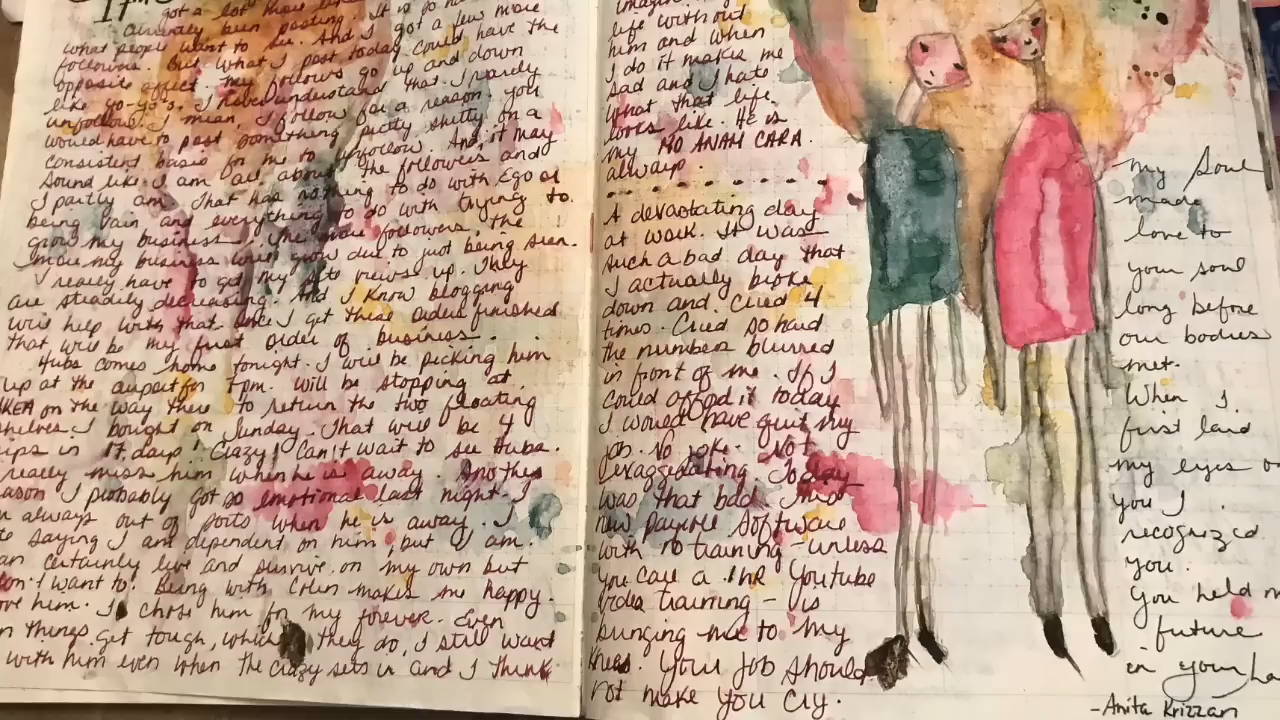 got a lot more
already been posting. It is so
what people want to see. And I got a few more
followers but what I post today could have the
opposite effect. My follows go up and down
like yo-yo's. I have understand that. I rarely
unfollow. I mean, I follow for a reason. you
would have to post something pretty shitty on a
consistent basis for me to unfollow. And, it may
sound like I am all about the followers and
I partly am. That has nothing to do with Ego or
being vain and everything to do with trying to
grow my business. The more followers, the
more my business will grow due to just being seen.
I really have to get my site views up. They
are steadily decreasing. And I know blogging
will help with that. Once I get these orders finished
that will be my first order of business.
Hubs comes home tonight. I will be picking him
up at the airport for 7pm. Will be stopping at
IKEA on the way there to return the two floating
shelves I bought on Sunday. That will be 4
in 17 days! Crazy! Can't wait to see Hubs.
really miss him when he is away. Another
I probably got so emotional last night. I
always out of sorts when he is away. I
saying I am dependent on him, but I am.
can certainly live and survive on my own but
don't want to! Being with makes me happy.
him. I chose him for my forever. Even
things get tough, which they do, I still want
with him even when the crazy sets in and I think
imagine
life without
him and when
I do it makes me
sad and I hate
what that life
looks like. He is
my MO ANAM CARA
always.
A devastating day
at work. It was
such a bad day that
I actually broke
down and cried 4
times. Cried so hard
the numbers blurred
in front of me. If I
could afford it today
I would have quit my
job. No joke. Not
exaggerating. Today
was that bad. This
new payroll software
with no training - unless
you call a 1HR Youtube
video training - is
bringing me to my
knees. Your job should
not make you cry.
my soul
made
love to
your soul
long before
our bodies
met.
When I
first laid
my eyes
you I
recognized
you.
You held
future
in your
-Anita Krizzan